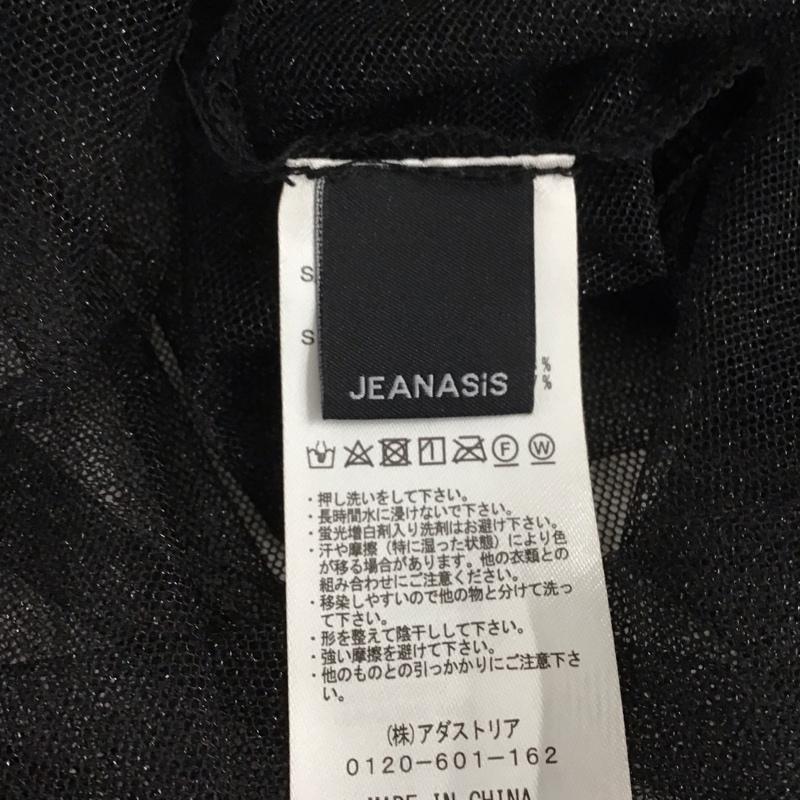 S
S
%
%
JEANASiS
F
W
・押し洗いをして下さい。
・長時間水に浸けないで下さい。
・蛍光増白剤入り洗剤はお避け下さい。
・汗や摩擦（特に湿った状態）により色
が移る場合があります。他の衣類との
組み合わせにご注意ください。
・移染しやすいので他の物と分けて洗っ
て下さい。
・形を整えて陰干しして下さい。
・強い摩擦を避けて下さい。
・他のものとの引っかかりにご注意下さ
い。
(株)アダストリア
0120-601-162
MADE IN CHINA